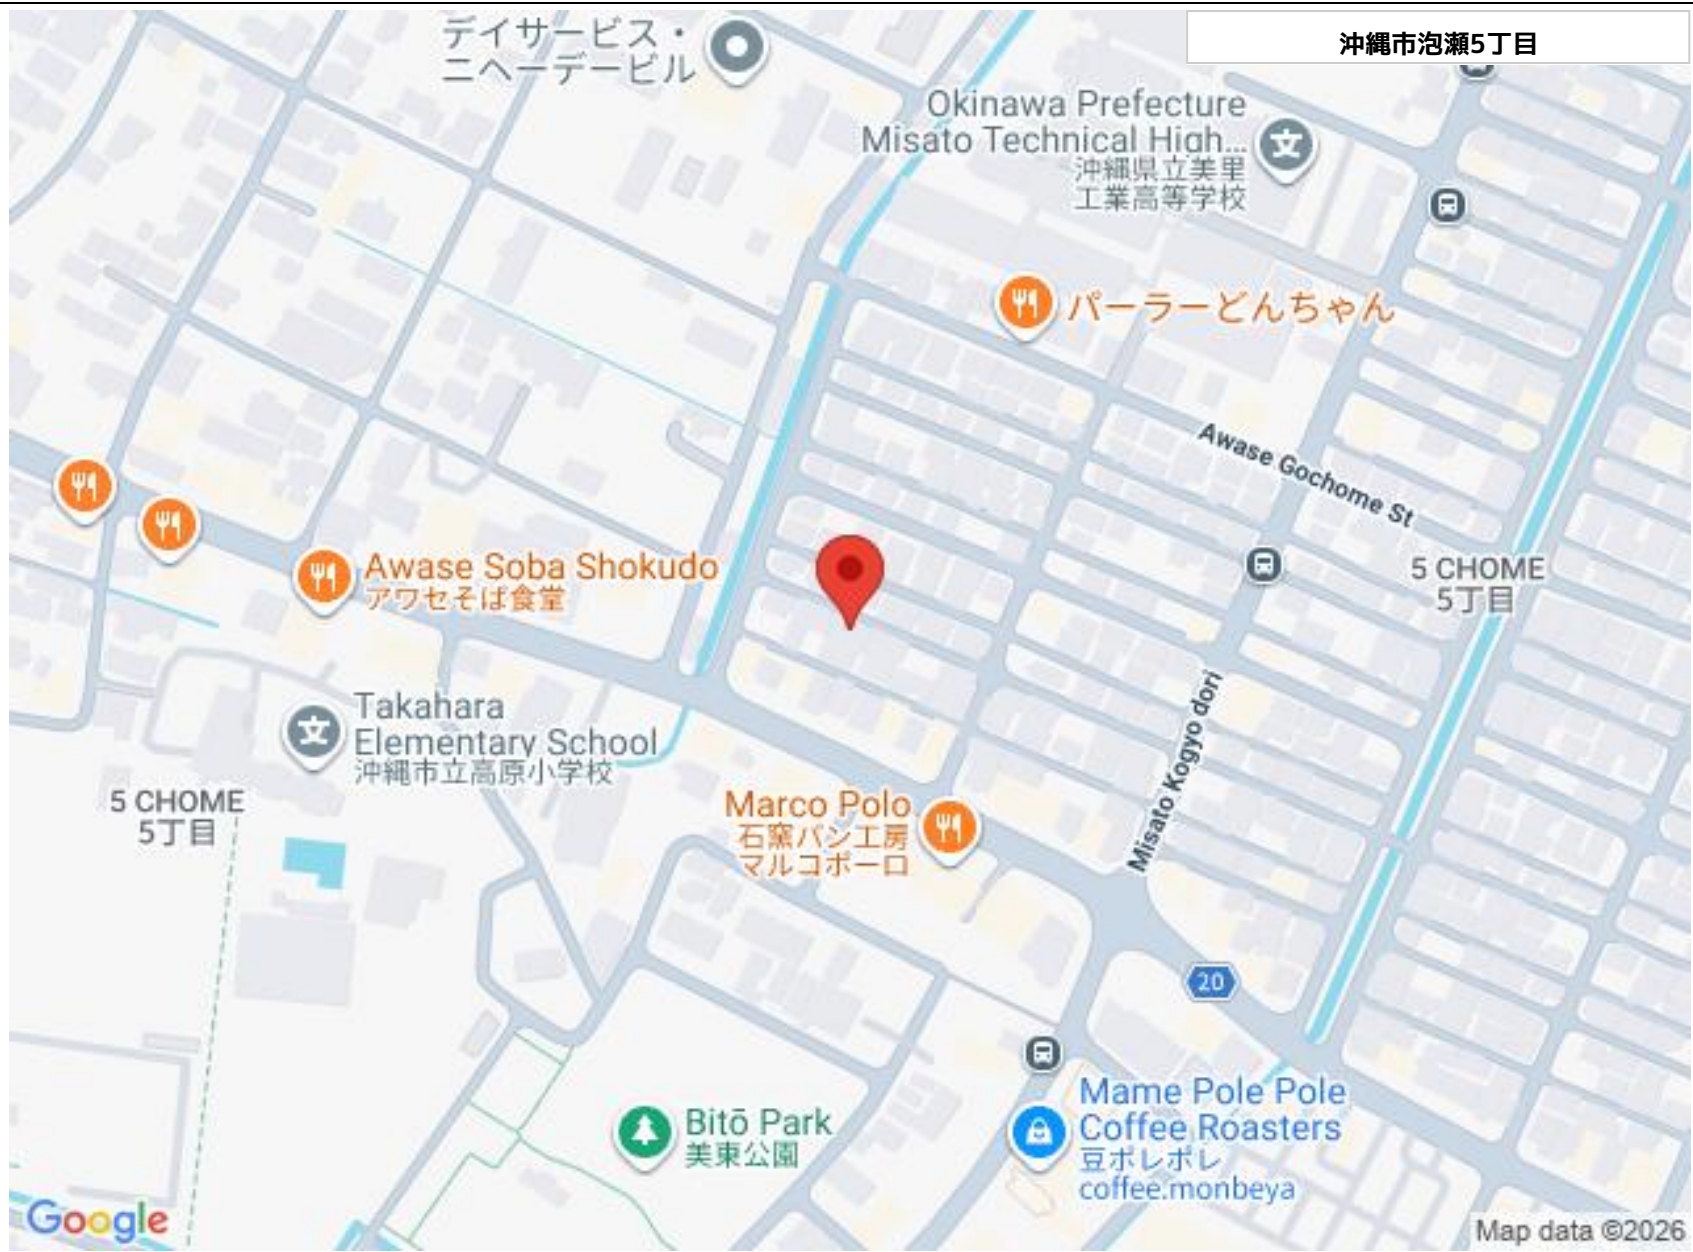 沖縄市泡瀬5丁目
デイサービス・
ニヘーデービル
Okinawa Prefecture
Misato Technical High...
沖縄県立美里
工業高等学校
パーラーどんちゃん
Awase Gochome St
Awase Soba Shokudo
アワセそば食堂
5 CHOME
5丁目
Takahara
Elementary School
沖縄市立高原小学校
Misato Kogyo dori
5 CHOME
5丁目
Marco Polo
石窯パン工房
マルコポーロ
20
Mame Pole Pole
Coffee Roasters
豆ポレポレ
coffee.monbeya
Bitō Park
美東公園
Google
Map data ©2026